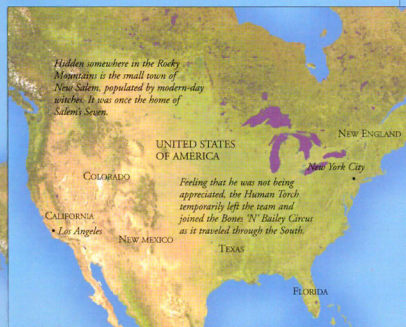 Hidden somewhere in the Rocky
Mountains is the small town of
New Salem, populated by modern-day
witches. It was once the home of
Salem's Seven.
UNITED STATES
OF AMERICA
NEW ENGLAND
New York City
COLORADO
Feeling that he was not being
appreciated, the Human Torch
temporarily left the team and
joined the Bones 'N' Bailey Circus
as it traveled through the South.
CALIFORNIA
Los Angeles
NEW MEXICO
TEXAS
FLORIDA